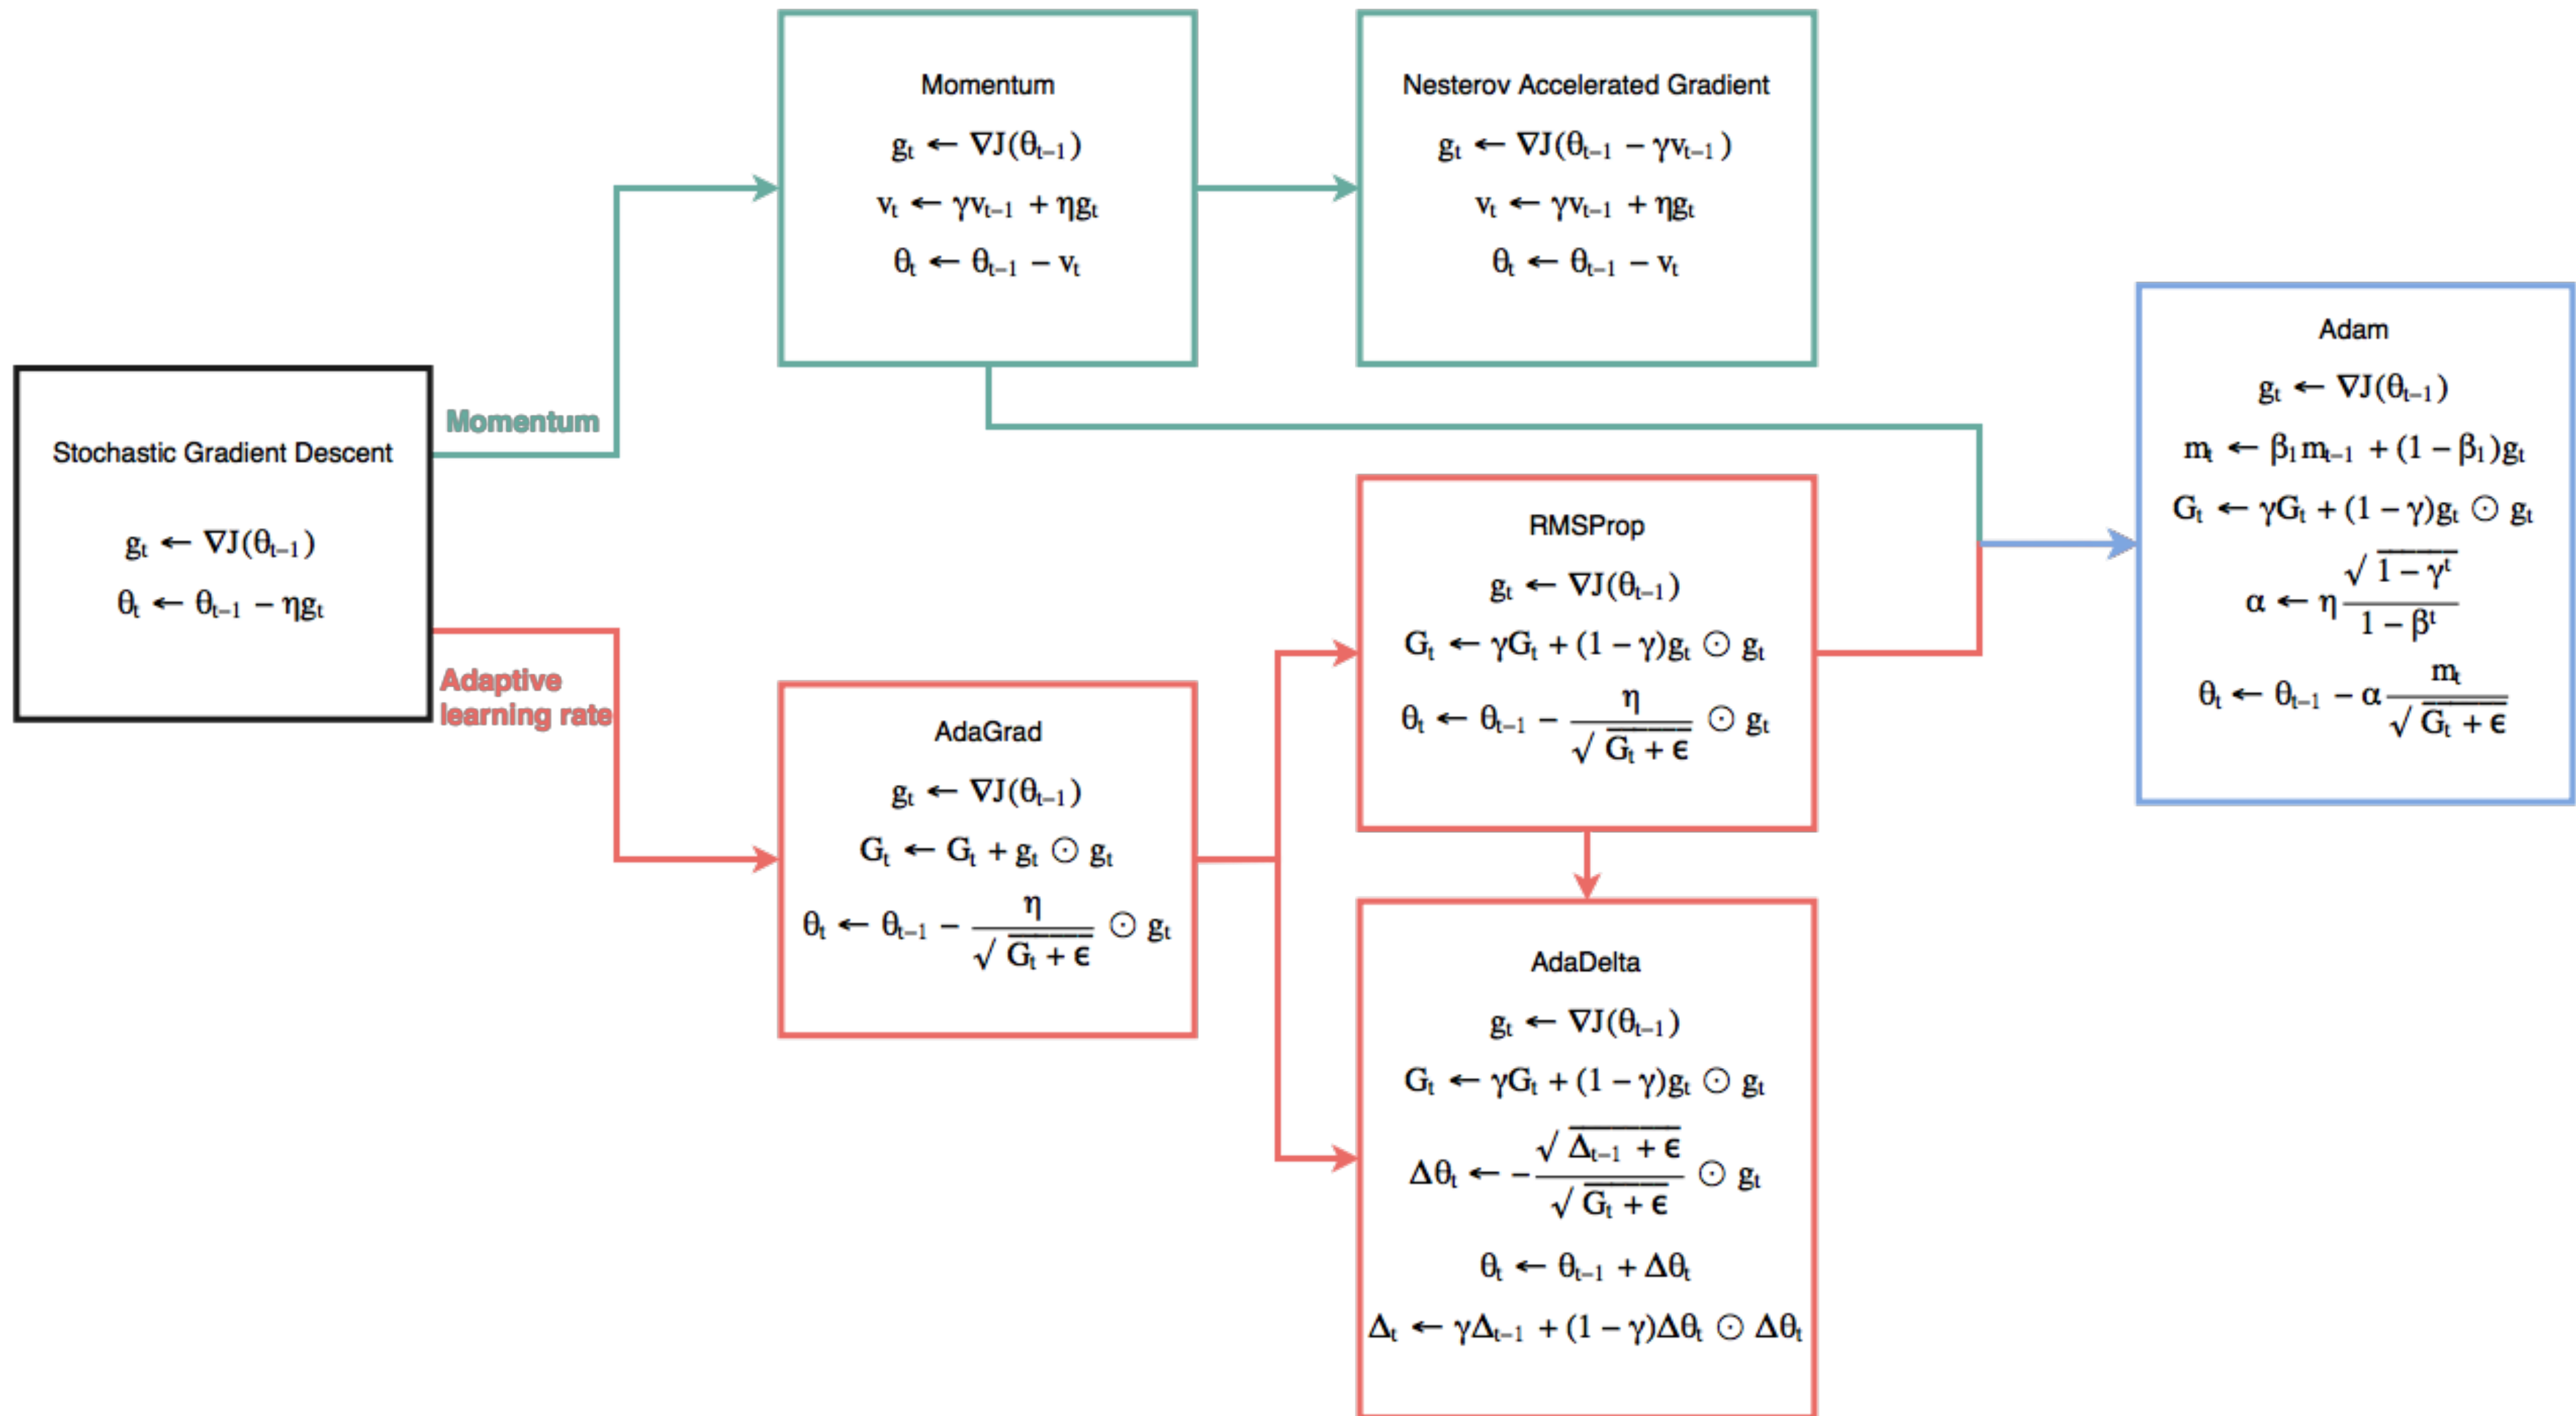 Stochastic Gradient Descent
gₜ ← ∇J(θₜ₋₁)
θₜ ← θₜ₋₁ − ηgₜ
Momentum
Adaptive
learning rate
Momentum
gₜ ← ∇J(θₜ₋₁)
vₜ ← γvₜ₋₁ + ηgₜ
θₜ ← θₜ₋₁ − vₜ
Nesterov Accelerated Gradient
gₜ ← ∇J(θₜ₋₁ − γvₜ₋₁)
vₜ ← γvₜ₋₁ + ηgₜ
θₜ ← θₜ₋₁ − vₜ
AdaGrad
gₜ ← ∇J(θₜ₋₁)
Gₜ ← Gₜ + gₜ ⊙ gₜ
θₜ ← θₜ₋₁ − η/√(Gₜ + ϵ) ⊙ gₜ
RMSProp
gₜ ← ∇J(θₜ₋₁)
Gₜ ← γGₜ + (1 − γ)gₜ ⊙ gₜ
θₜ ← θₜ₋₁ − η/√(Gₜ + ϵ) ⊙ gₜ
AdaDelta
gₜ ← ∇J(θₜ₋₁)
Gₜ ← γGₜ + (1 − γ)gₜ ⊙ gₜ
Δθₜ ← −√(Δₜ₋₁ + ϵ)/√(Gₜ + ϵ) ⊙ gₜ
θₜ ← θₜ₋₁ + Δθₜ
Δₜ ← γΔₜ₋₁ + (1 − γ)Δθₜ ⊙ Δθₜ
Adam
gₜ ← ∇J(θₜ₋₁)
mₜ ← β₁mₜ₋₁ + (1 − β₁)gₜ
Gₜ ← γGₜ + (1 − γ)gₜ ⊙ gₜ
α ← η √(1 − γᵗ)/(1 − βᵗ)
θₜ ← θₜ₋₁ − α mₜ/√(Gₜ + ϵ)